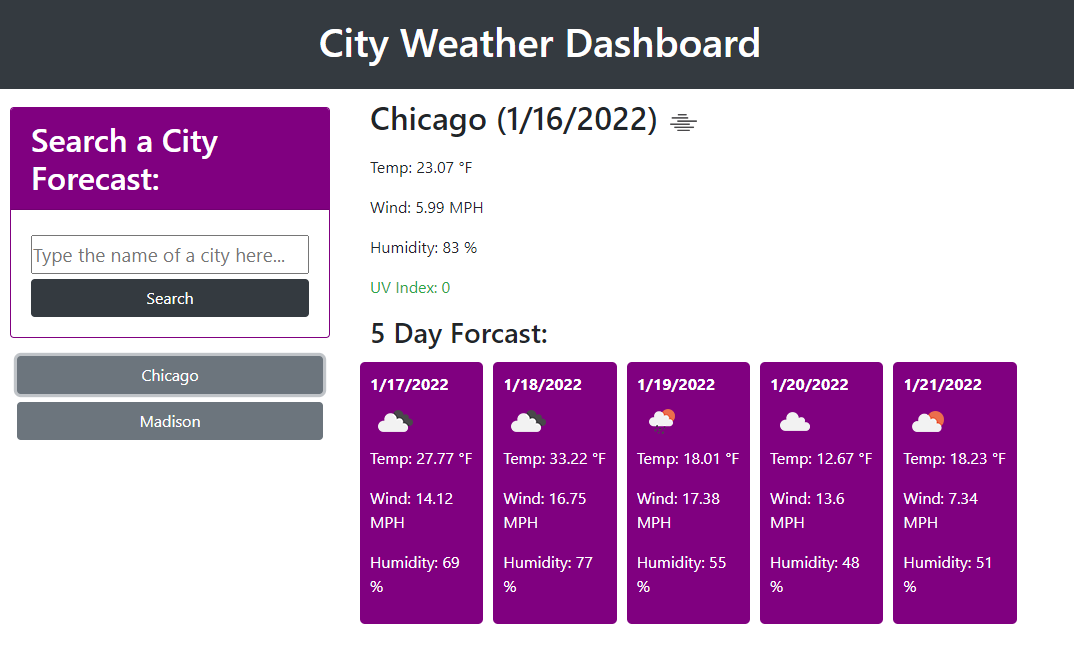 City Weather Dashboard
Search a City
Forecast:
Type the name of a city here...
Search
Chicago
Madison
Chicago (1/16/2022)
Temp: 23.07 °F
Wind: 5.99 MPH
Humidity: 83 %
UV Index: 0
5 Day Forcast:
1/17/2022
Temp: 27.77 °F
Wind: 14.12
MPH
Humidity: 69
%
1/18/2022
Temp: 33.22 °F
Wind: 16.75
MPH
Humidity: 77
%
1/19/2022
Temp: 18.01 °F
Wind: 17.38
MPH
Humidity: 55
%
1/20/2022
Temp: 12.67 °F
Wind: 13.6
MPH
Humidity: 48
%
1/21/2022
Temp: 18.23 °F
Wind: 7.34
MPH
Humidity: 51
%